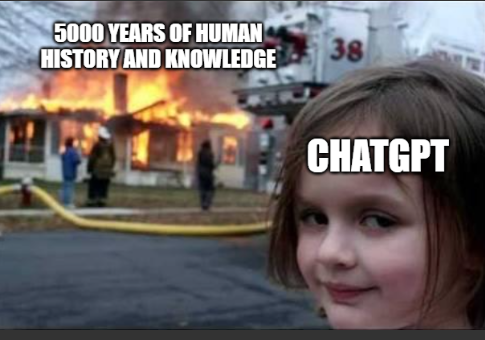 5000 YEARS OF HUMAN
HISTORY AND KNOWLEDGE
38
CHATGPT